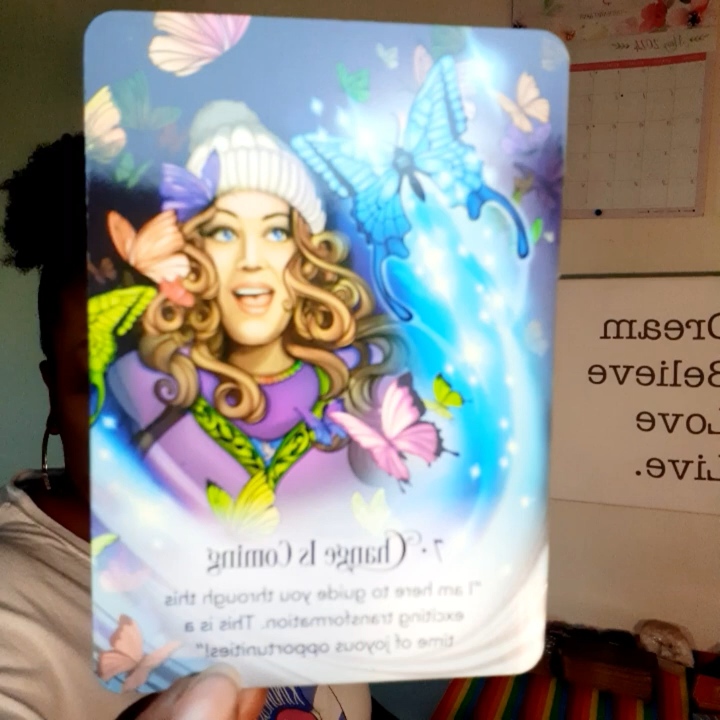 7 · Change Is Coming
"I am here to guide you through this
exciting transformation. This is a
time of joyous opportunities!"
Dream
Believe
Love
Live.